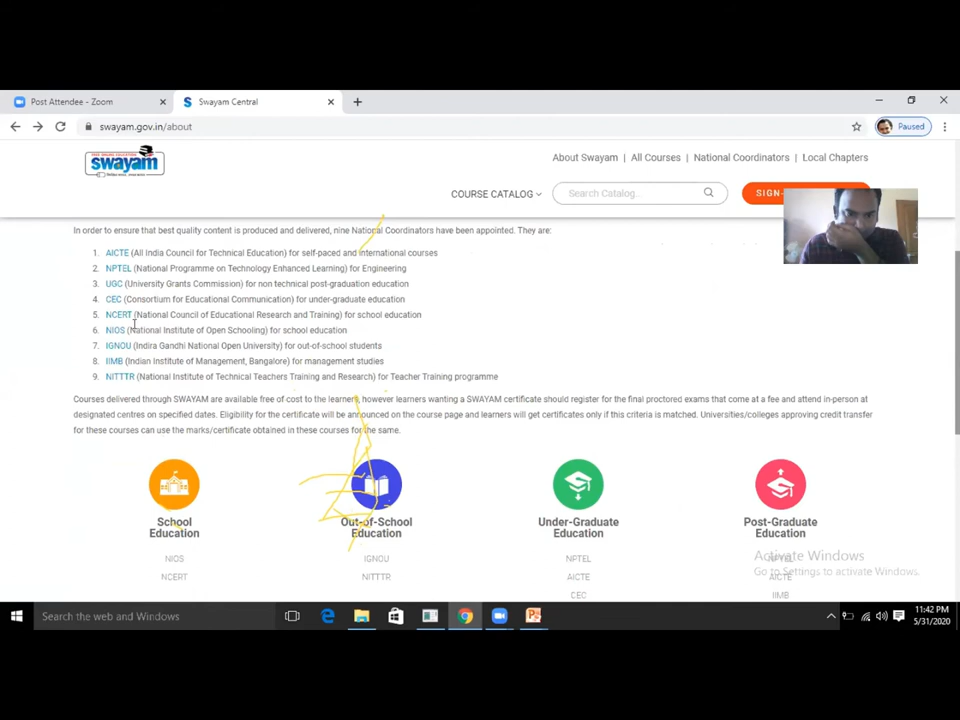 Post Attendee - Zoom
Swayam Central
swayam.gov.in/about
Paused
swayam
About Swayam | All Courses | National Coordinators | Local Chapters
COURSE CATALOG
Search Catalog...
SIGN-
In order to ensure that best quality content is produced and delivered, nine National Coordinators have been appointed. They are:
1. AICTE (All India Council for Technical Education) for self-paced and international courses
2. NPTEL (National Programme on Technology Enhanced Learning) for Engineering
3. UGC (University Grants Commission) for non technical post-graduation education
4. CEC (Consortium for Educational Communication) for under-graduate education
5. NCERT (National Council of Educational Research and Training) for school education
6. NIOS (National Institute of Open Schooling) for school education
7. IGNOU (Indira Gandhi National Open University) for out-of-school students
8. IIMB (Indian Institute of Management, Bangalore) for management studies
9. NITTTR (National Institute of Technical Teachers Training and Research) for Teacher Training programme
Courses delivered through SWAYAM are available free of cost to the learners, however learners wanting a SWAYAM certificate should register for the final proctored exams that come at a fee and attend in-person at
designated centres on specified dates. Eligibility for the certificate will be announced on the course page and learners will get certificates only if this criteria is matched. Universities/colleges approving credit transfer
for these courses can use the marks/certificate obtained in these courses for the same.
School
Education
NIOS
NCERT
Out-of-School
Education
IGNOU
NITTTR
Under-Graduate
Education
NPTEL
AICTE
CEC
Post-Graduate
Education
NPTEL
AICTE
IIMB
Activate Windows
Go to Settings to activate Windows.
Search the web and Windows
11:42 PM
5/31/2020